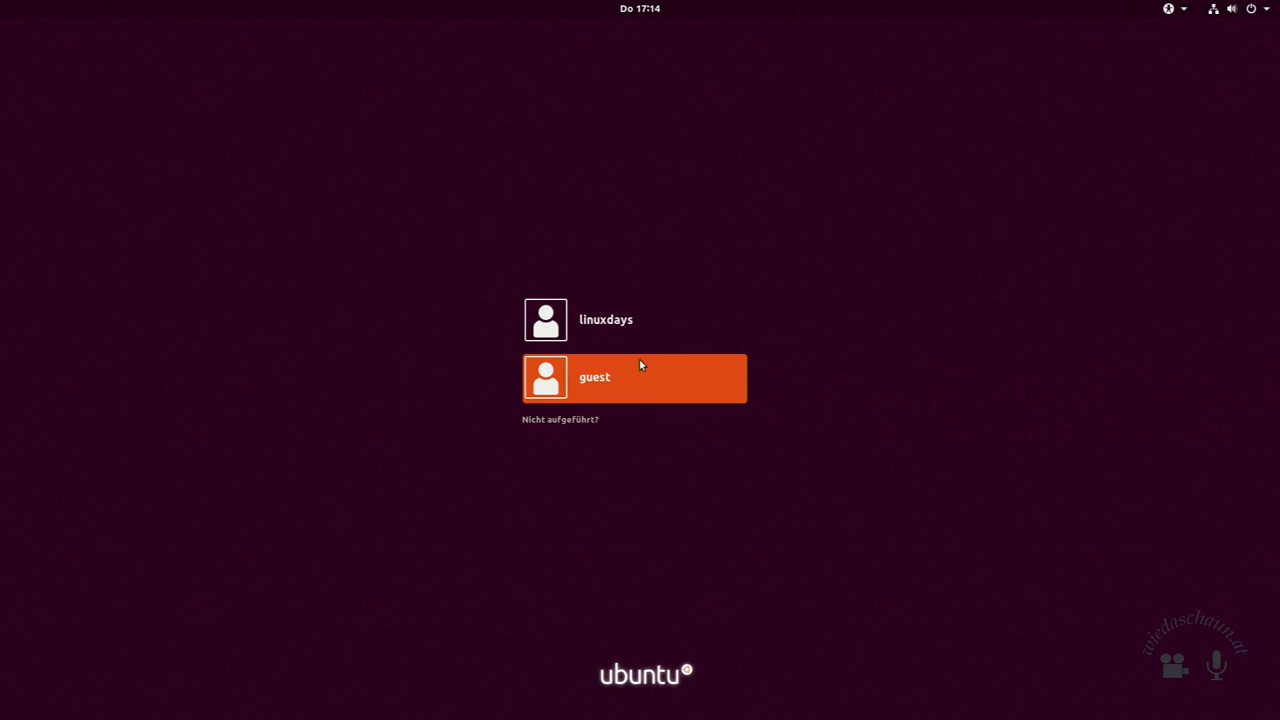 Do 17:14
linuxdays
guest
Nicht aufgeführt?
wiedaschaun.at
ubuntu